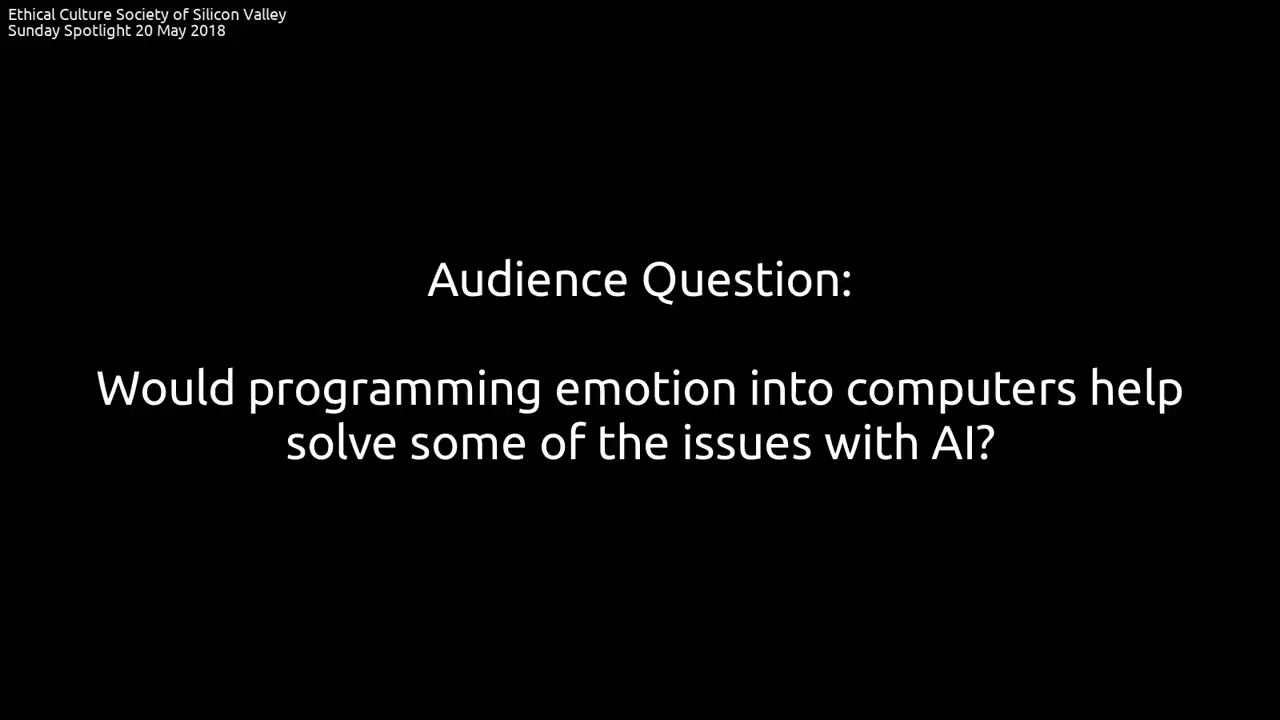 Ethical Culture Society of Silicon Valley
Sunday Spotlight 20 May 2018
Audience Question:
Would programming emotion into computers help
solve some of the issues with AI?